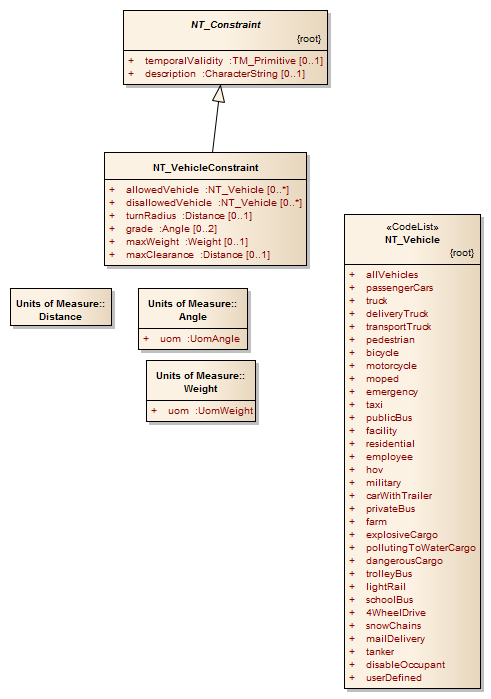 NT_Constraint
{root}
+ temporalValidity :TM_Primitive [0..1]
+ description :CharacterString [0..1]
NT_VehicleConstraint
+ allowedVehicle :NT_Vehicle [0..*]
+ disallowedVehicle :NT_Vehicle [0..*]
+ turnRadius :Distance [0..1]
+ grade :Angle [0..2]
+ maxWeight :Weight [0..1]
+ maxClearance :Distance [0..1]
Units of Measure::
Distance
Units of Measure::
Angle
+ uom :UomAngle
Units of Measure::
Weight
+ uom :UomWeight
«CodeList»
NT_Vehicle
{root}
+ allVehicles
+ passengerCars
+ truck
+ deliveryTruck
+ transportTruck
+ pedestrian
+ bicycle
+ motorcycle
+ moped
+ emergency
+ taxi
+ publicBus
+ facility
+ residential
+ employee
+ hov
+ military
+ carWithTrailer
+ privateBus
+ farm
+ explosiveCargo
+ pollutingToWaterCargo
+ dangerousCargo
+ trolleyBus
+ lightRail
+ schoolBus
+ 4WheelDrive
+ snowChains
+ mailDelivery
+ tanker
+ disableOccupant
+ userDefined